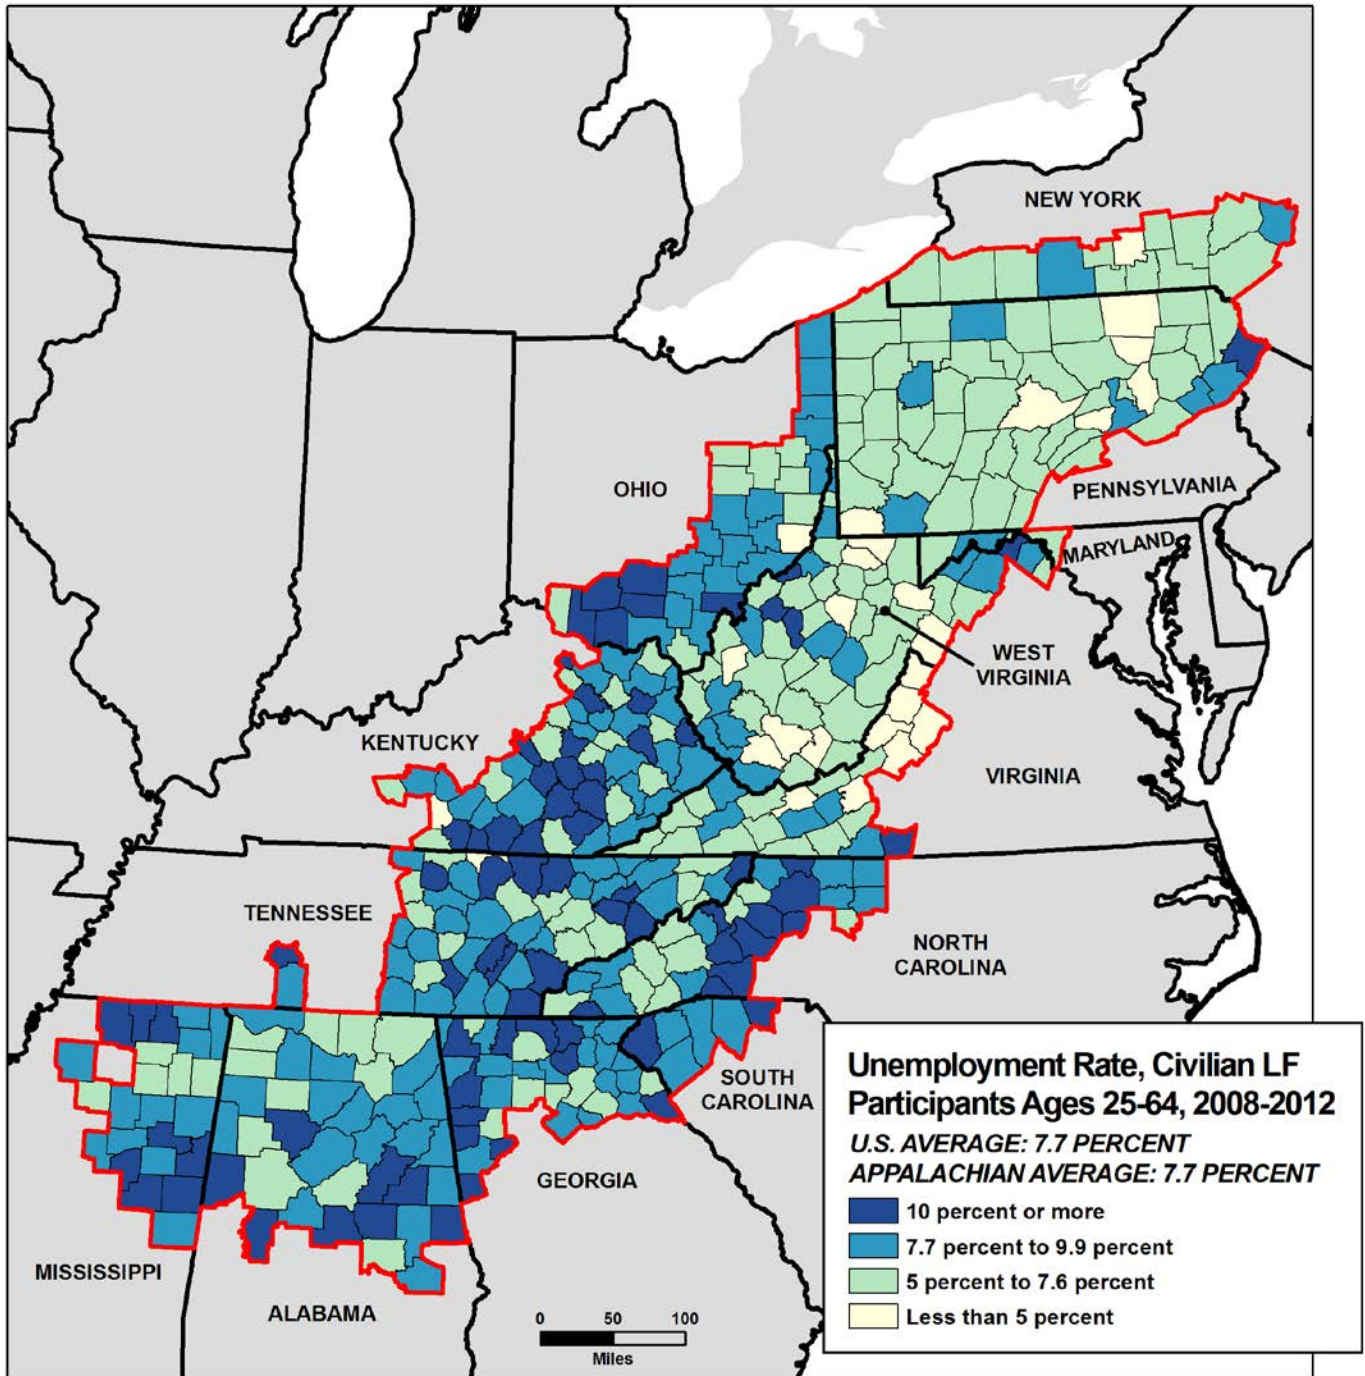 NEW YORK
OHIO
PENNSYLVANIA
MARYLAND
WEST
VIRGINIA
KENTUCKY
VIRGINIA
TENNESSEE
NORTH
CAROLINA
SOUTH
CAROLINA
GEORGIA
MISSISSIPPI
ALABAMA
0 50 100
Miles
Unemployment Rate, Civilian LF
Participants Ages 25-64, 2008-2012
U.S. AVERAGE: 7.7 PERCENT
APPALACHIAN AVERAGE: 7.7 PERCENT
10 percent or more
7.7 percent to 9.9 percent
5 percent to 7.6 percent
Less than 5 percent